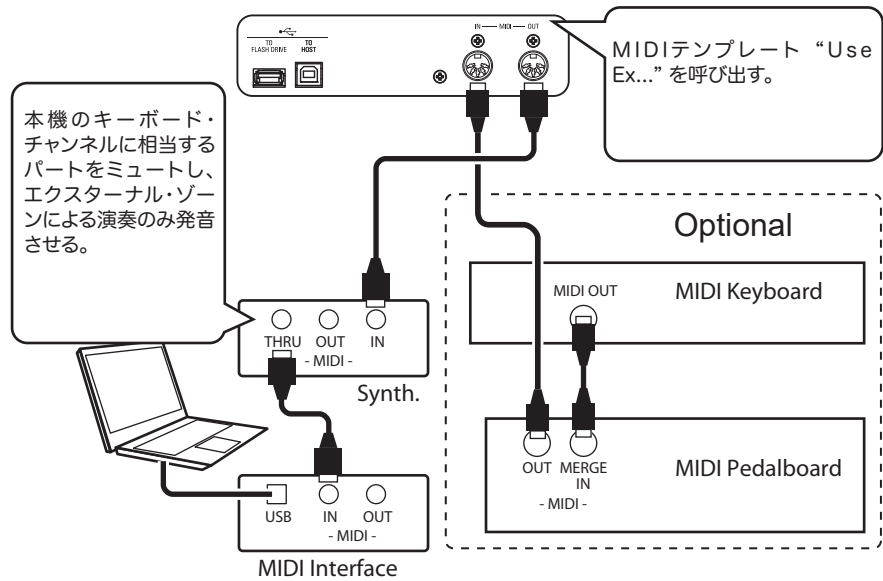 IN — MIDI — OUT
TO
FLASH DRIVE
TO
HOST
MIDIテンプレート “Use
Ex...” を呼び出す。
本機のキーボード・
チャンネルに相当する
パートをミュートし、
エクスターナル・ゾー
ンによる演奏のみ発音
させる。
Optional
MIDI OUT
MIDI Keyboard
THRU OUT IN
- MIDI -
Synth.
OUT MERGE
IN
- MIDI -
MIDI Pedalboard
USB IN OUT
- MIDI -
MIDI Interface